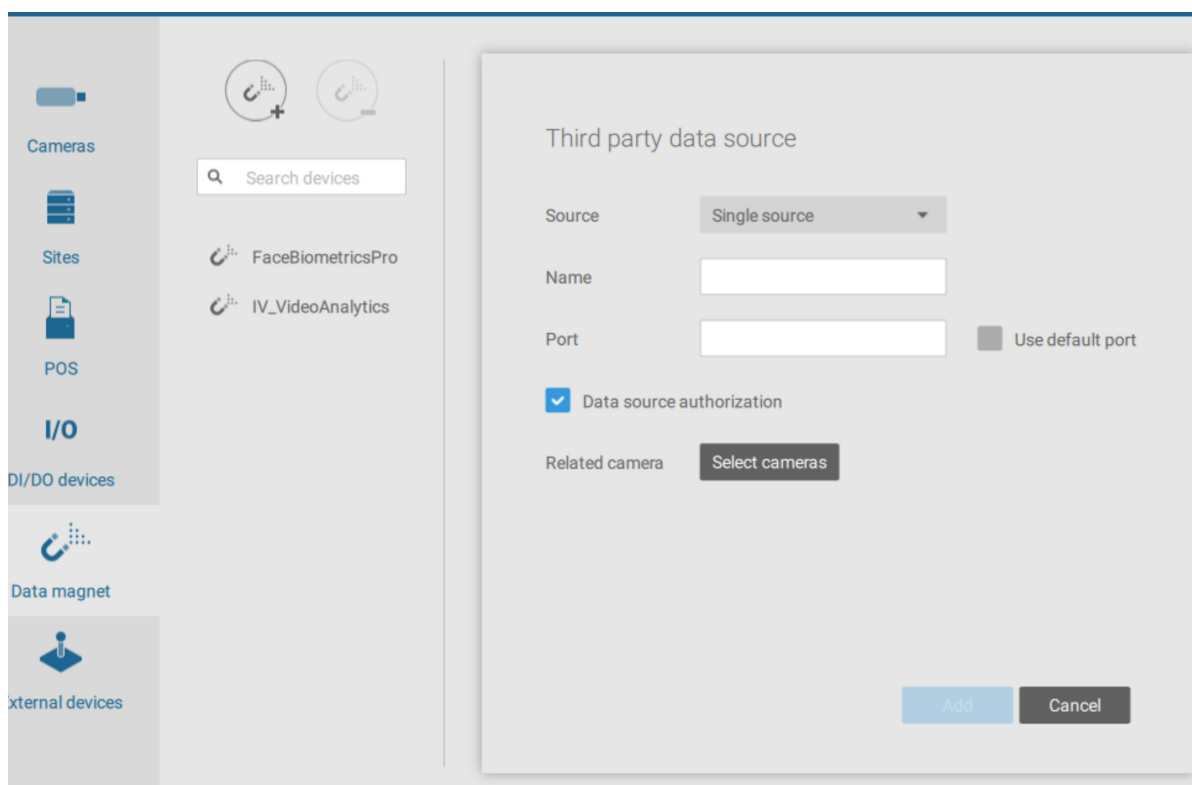 Cameras
Sites
POS
I/O
DI/DO devices
Data magnet
xternal devices
Search devices
FaceBiometricsPro
IV_VideoAnalytics
Third party data source
Source Single source
Name
Port Use default port
Data source authorization
Related camera Select cameras
Add Cancel